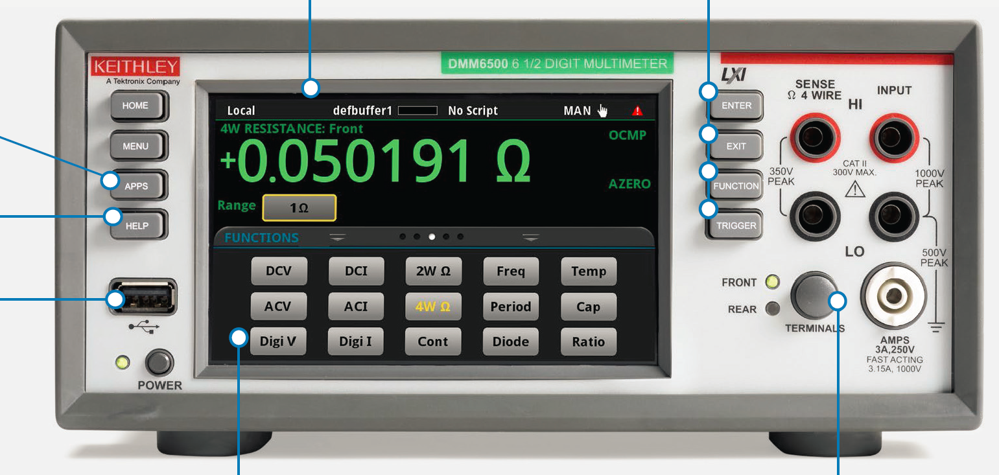 KEITHLEY
A Tektronix Company
DMM6500 6 1/2 DIGIT MULTIMETER
LXI
HOME
MENU
APPS
HELP
POWER
Local defbuffer1 No Script MAN
4W RESISTANCE: Front
OCMP
+0.050191 Ω
AZERO
Range 1Ω
FUNCTIONS
DCV DCI 2W Ω Freq Temp
ACV ACI 4W Ω Period Cap
Digi V Digi I Cont Diode Ratio
ENTER
EXIT
FUNCTION
TRIGGER
SENSE
Ω 4 WIRE
INPUT
HI
350V
PEAK
CAT II
300V MAX.
1000V
PEAK
LO
500V
PEAK
FRONT
REAR
TERMINALS
AMPS
3A,250V
FAST ACTING
3.15A, 1000V